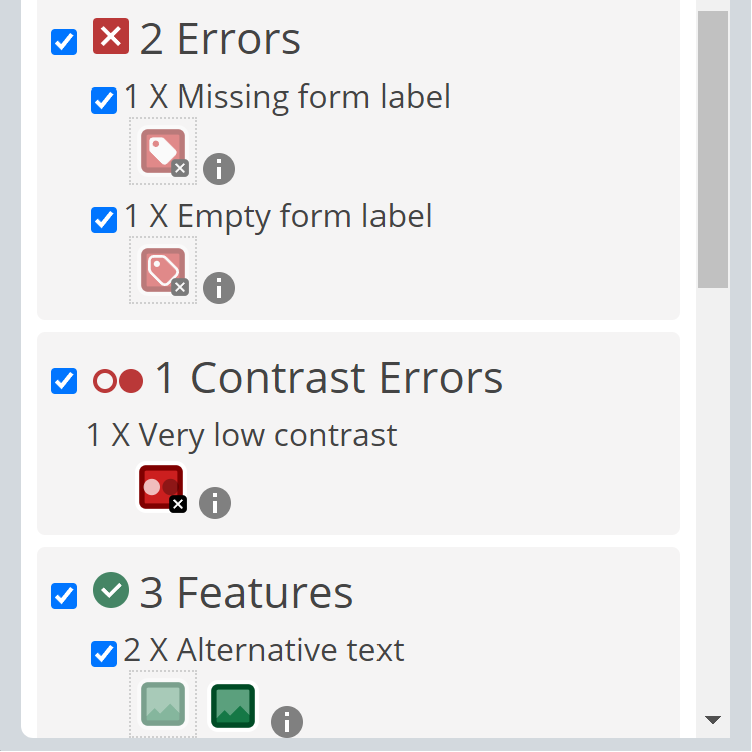 2 Errors
1 X Missing form label
1 X Empty form label
1 Contrast Errors
1 X Very low contrast
3 Features
2 X Alternative text